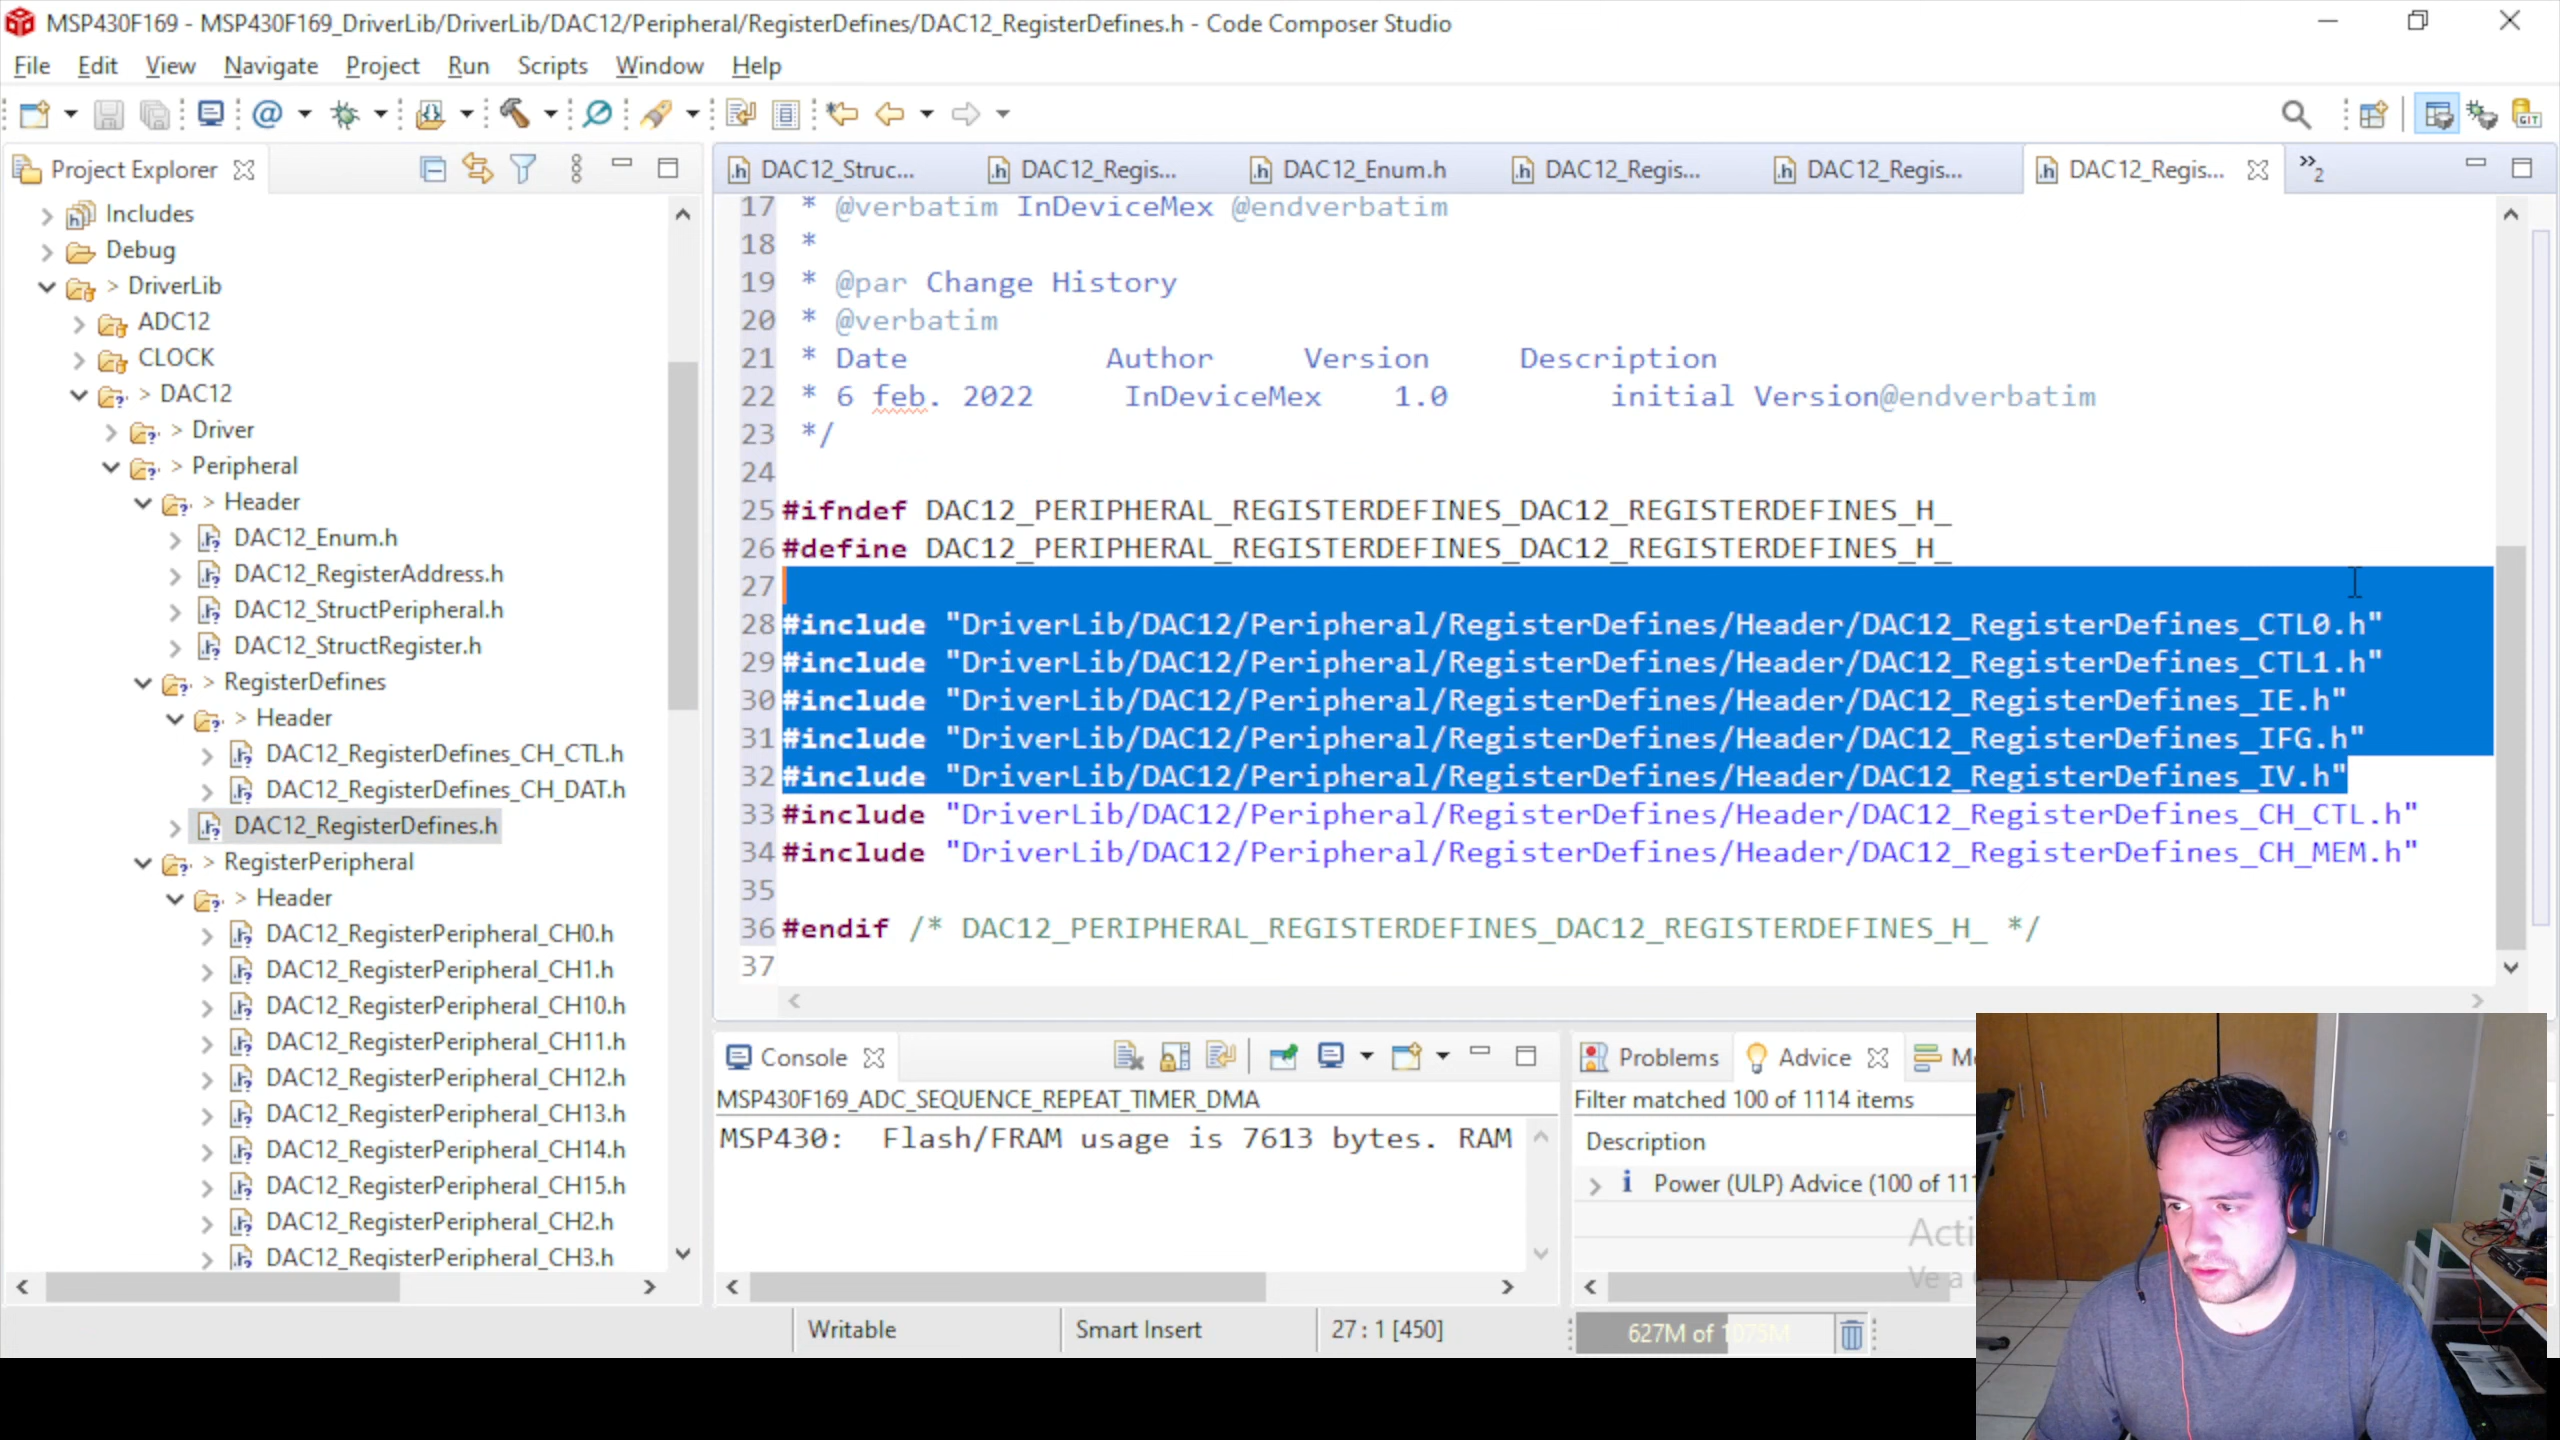 MSP430F169 - MSP430F169_DriverLib/DriverLib/DAC12/Peripheral/RegisterDefines/DAC12_RegisterDefines.h - Code Composer Studio
File Edit View Navigate Project Run Scripts Window Help
Project Explorer
Includes
Debug
> DriverLib
ADC12
CLOCK
> DAC12
> Driver
> Peripheral
> Header
DAC12_Enum.h
DAC12_RegisterAddress.h
DAC12_StructPeripheral.h
DAC12_StructRegister.h
> RegisterDefines
> Header
DAC12_RegisterDefines_CH_CTL.h
DAC12_RegisterDefines_CH_DAT.h
DAC12_RegisterDefines.h
> RegisterPeripheral
> Header
DAC12_RegisterPeripheral_CH0.h
DAC12_RegisterPeripheral_CH1.h
DAC12_RegisterPeripheral_CH10.h
DAC12_RegisterPeripheral_CH11.h
DAC12_RegisterPeripheral_CH12.h
DAC12_RegisterPeripheral_CH13.h
DAC12_RegisterPeripheral_CH14.h
DAC12_RegisterPeripheral_CH15.h
DAC12_RegisterPeripheral_CH2.h
DAC12_RegisterPeripheral_CH3.h
DAC12_Struc... DAC12_Regis... DAC12_Enum.h DAC12_Regis... DAC12_Regis... DAC12_Regis... »2
17 * @verbatim InDeviceMex @endverbatim
18 *
19 * @par Change History
20 * @verbatim
21 * Date Author Version Description
22 * 6 feb. 2022 InDeviceMex 1.0 initial Version@endverbatim
23 */
24
25 #ifndef DAC12_PERIPHERAL_REGISTERDEFINES_DAC12_REGISTERDEFINES_H_
26 #define DAC12_PERIPHERAL_REGISTERDEFINES_DAC12_REGISTERDEFINES_H_
27
28 #include "DriverLib/DAC12/Peripheral/RegisterDefines/Header/DAC12_RegisterDefines_CTL0.h"
29 #include "DriverLib/DAC12/Peripheral/RegisterDefines/Header/DAC12_RegisterDefines_CTL1.h"
30 #include "DriverLib/DAC12/Peripheral/RegisterDefines/Header/DAC12_RegisterDefines_IE.h"
31 #include "DriverLib/DAC12/Peripheral/RegisterDefines/Header/DAC12_RegisterDefines_IFG.h"
32 #include "DriverLib/DAC12/Peripheral/RegisterDefines/Header/DAC12_RegisterDefines_IV.h"
33 #include "DriverLib/DAC12/Peripheral/RegisterDefines/Header/DAC12_RegisterDefines_CH_CTL.h"
34 #include "DriverLib/DAC12/Peripheral/RegisterDefines/Header/DAC12_RegisterDefines_CH_MEM.h"
35
36 #endif /* DAC12_PERIPHERAL_REGISTERDEFINES_DAC12_REGISTERDEFINES_H_ */
37
Console
MSP430F169_ADC_SEQUENCE_REPEAT_TIMER_DMA
MSP430: Flash/FRAM usage is 7613 bytes. RAM
Problems Advice
Filter matched 100 of 1114 items
Description
Power (ULP) Advice (100 of 111
Writable Smart Insert 27 : 1 [450] 627M of 1075M